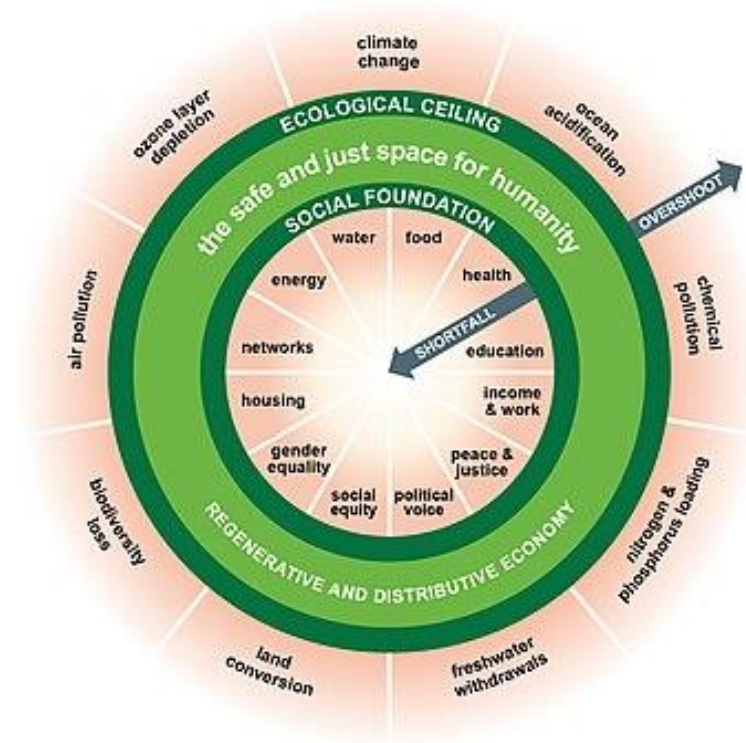 climate
change
ocean
acidification
chemical
pollution
nitrogen &
phosphorus loading
freshwater
withdrawals
land
conversion
biodiversity
loss
air pollution
ozone layer
depletion
OVERSHOOT
ECOLOGICAL CEILING
the safe and just space for humanity
SOCIAL FOUNDATION
water
food
health
SHORTFALL
education
income
& work
peace &
justice
political
voice
social
equity
gender
equality
housing
networks
energy
REGENERATIVE AND DISTRIBUTIVE ECONOMY